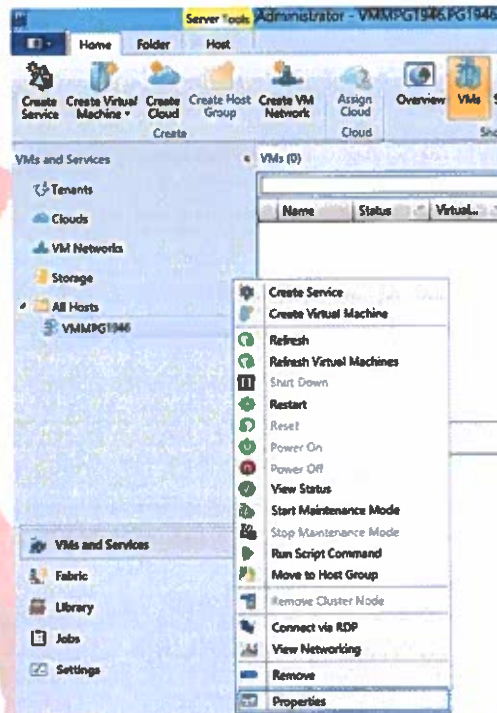 Server Tools Administrator - VMMPG1946.PG1946
Home Folder Host
Create Service
Create Virtual Machine
Create Cloud
Create Host Group
Create VM Network
Assign Cloud
Overview
VMs
Create
Cloud
VMs and Services
VMs (0)
Tenants
Clouds
VM Networks
Storage
All Hosts
VMMPG1946
Name Status Virtual...
Create Service
Create Virtual Machine
Refresh
Refresh Virtual Machines
Shut Down
Restart
Reset
Power On
Power Off
View Status
Start Maintenance Mode
Stop Maintenance Mode
Run Script Command
Move to Host Group
Remove Cluster Node
Connect via RDP
View Networking
Remove
Properties
VMs and Services
Fabric
Library
Jobs
Settings